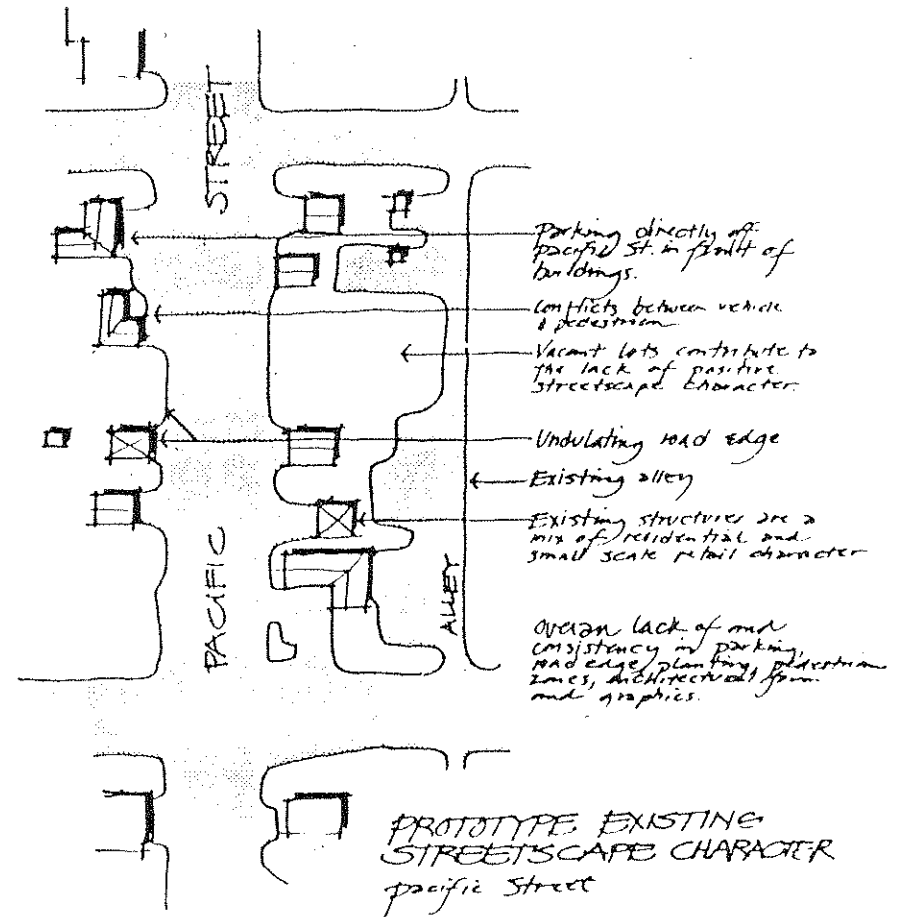 STREET
Parking directly off
pacific St. in front of
buildings.
Conflicts between vehicle
& pedestrian
Vacant lots contribute to
the lack of positive
streetscape character.
Undulating road edge
Existing alley
Existing structures are a
mix of residential and
small scale retail character
PACIFIC
ALLEY
Overall lack of and
consistency in parking,
road edge, planting, pedestrian
zones, architectural form
and graphics.
PROTOTYPE EXISTING
STREETSCAPE CHARACTER
pacific Street